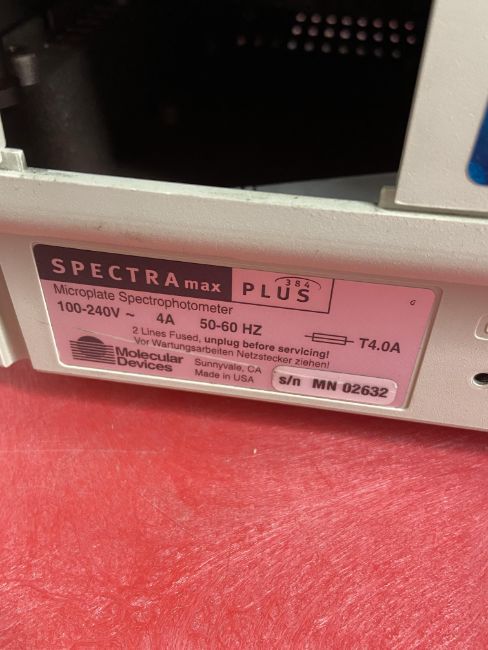 SPECTRAmax PLUS 384
Microplate Spectrophotometer
100-240V ~ 4A 50-60 HZ T4.0A
2 Lines Fused, unplug before servicing!
Vor Wartungsarbeiten Netzstecker ziehen!
Molecular Devices
Sunnyvale, CA
Made in USA
s/n MN 02632
G